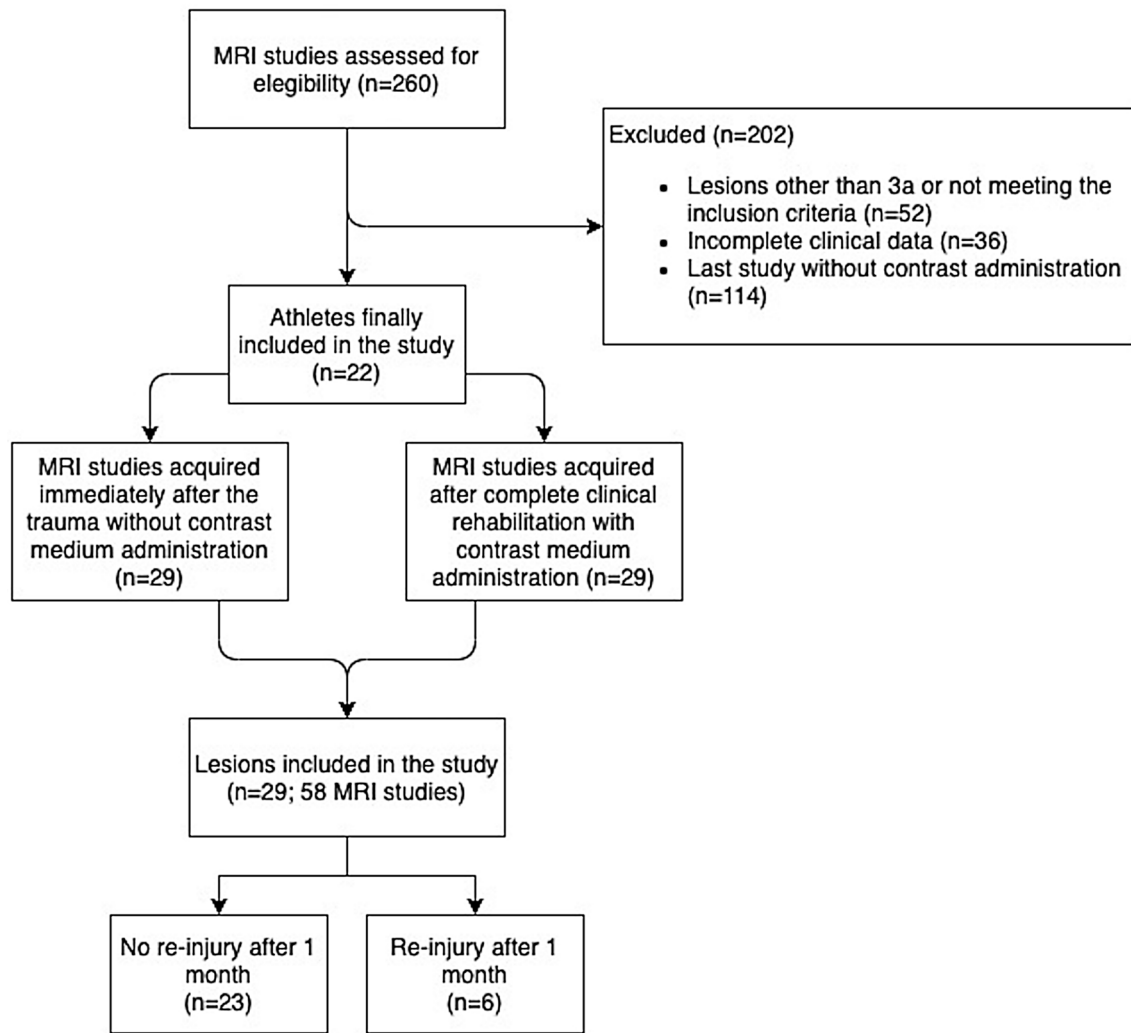 MRI studies assessed for
elegibility (n=260)
Excluded (n=202)
• Lesions other than 3a or not meeting the
inclusion criteria (n=52)
• Incomplete clinical data (n=36)
• Last study without contrast administration
(n=114)
Athletes finally
included in the study
(n=22)
MRI studies acquired
immediately after the
trauma without contrast
medium administration
(n=29)
MRI studies acquired
after complete clinical
rehabilitation with
contrast medium
administration (n=29)
Lesions included in the study
(n=29; 58 MRI studies)
No re-injury after 1
month
(n=23)
Re-injury after 1
month
(n=6)